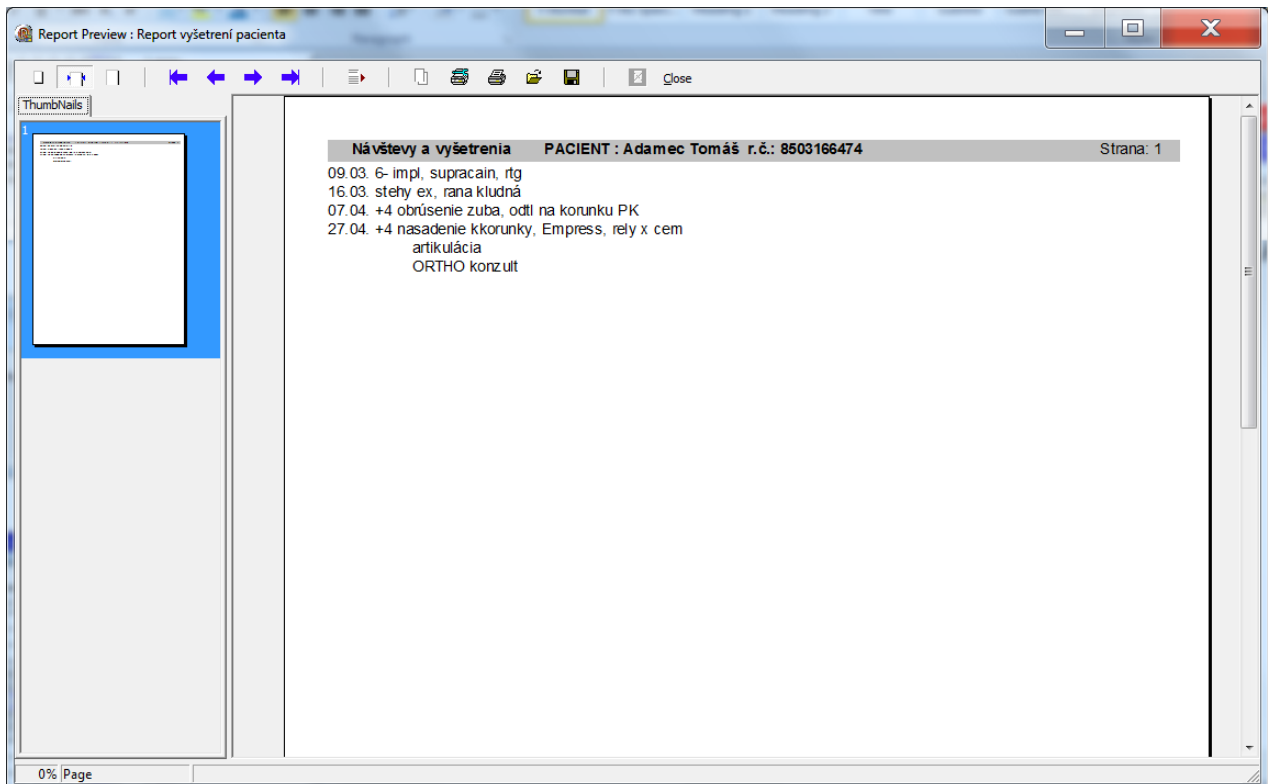 Report Preview : Report vyšetrení pacienta
Close
ThumbNails
1
Návštevy a vyšetrenia PACIENT : Adamec Tomáš r.č.: 8503166474 Strana: 1
09.03. 6- impl, supracain, rtg
16.03. stehy ex, rana kludná
07.04. +4 obrúsenie zuba, odtl na korunku PK
27.04. +4 nasadenie kkorunky, Empress, rely x cem
artikulácia
ORTHO konzult
0% Page